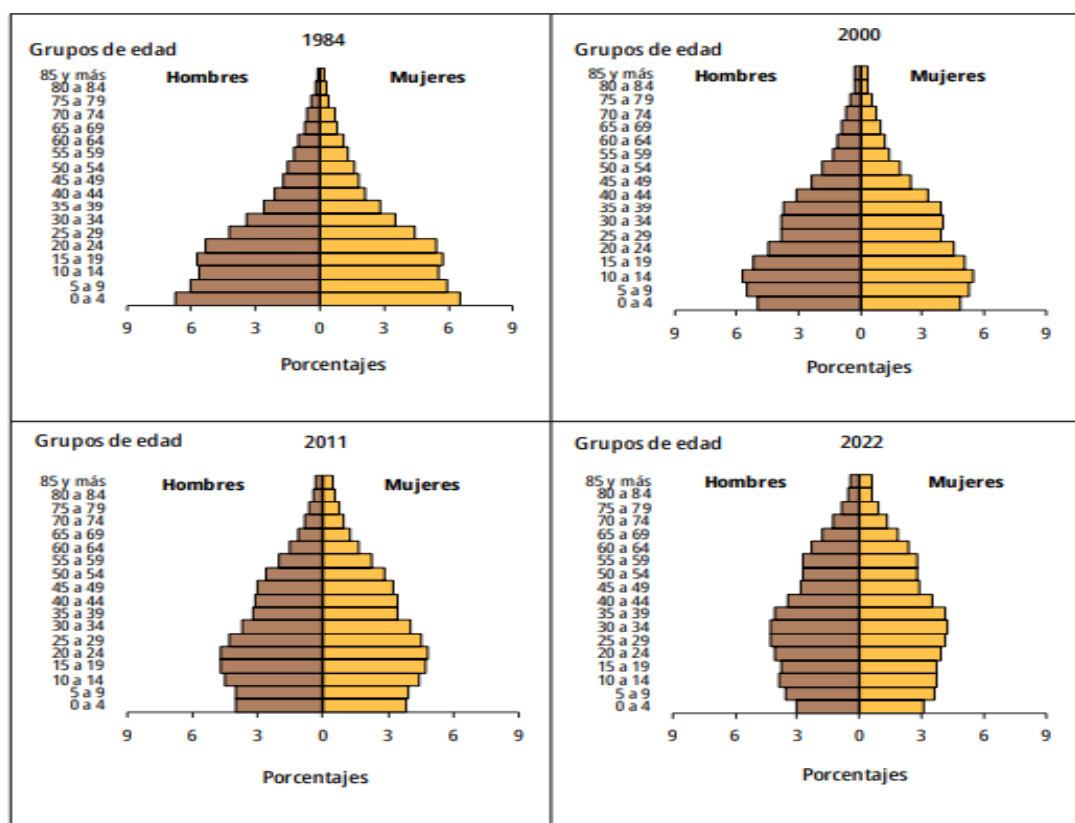 Grupos de edad
1984
Hombres
Mujeres
85 y más
80 a 84
75 a 79
70 a 74
65 a 69
60 a 64
55 a 59
50 a 54
45 a 49
40 a 44
35 a 39
30 a 34
25 a 29
20 a 24
15 a 19
10 a 14
5 a 9
0 a 4
9 6 3 0 3 6 9
Porcentajes
Grupos de edad
2000
Hombres
Mujeres
85 y más
80 a 84
75 a 79
70 a 74
65 a 69
60 a 64
55 a 59
50 a 54
45 a 49
40 a 44
35 a 39
30 a 34
25 a 29
20 a 24
15 a 19
10 a 14
5 a 9
0 a 4
9 6 3 0 3 6 9
Porcentajes
Grupos de edad
2011
Hombres
Mujeres
85 y más
80 a 84
75 a 79
70 a 74
65 a 69
60 a 64
55 a 59
50 a 54
45 a 49
40 a 44
35 a 39
30 a 34
25 a 29
20 a 24
15 a 19
10 a 14
5 a 9
0 a 4
9 6 3 0 3 6 9
Porcentajes
Grupos de edad
2022
Hombres
Mujeres
85 y más
80 a 84
75 a 79
70 a 74
65 a 69
60 a 64
55 a 59
50 a 54
45 a 49
40 a 44
35 a 39
30 a 34
25 a 29
20 a 24
15 a 19
10 a 14
5 a 9
0 a 4
9 6 3 0 3 6 9
Porcentajes